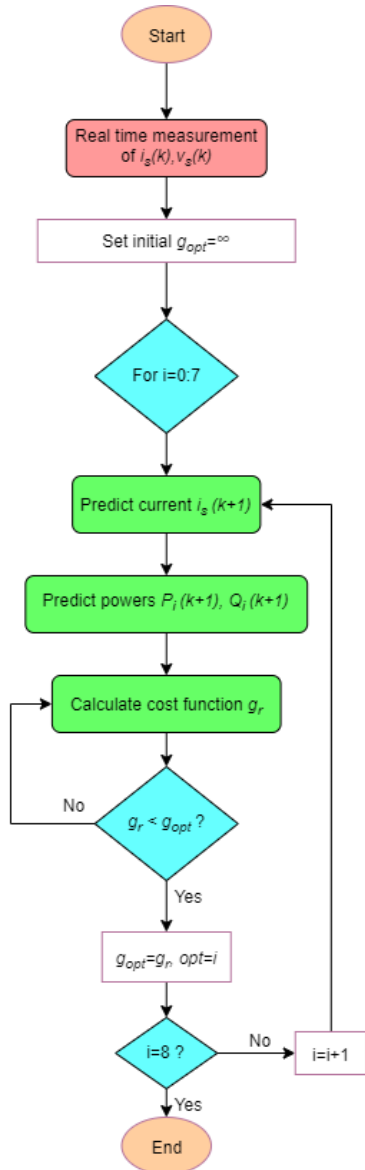 Start
Real time measurement
of i_s(k),v_s(k)
Set initial g_opt=∞
For i=0:7
Predict current i_s (k+1)
Predict powers P_i (k+1), Q_i (k+1)
Calculate cost function g_r
No
g_r < g_opt ?
Yes
g_opt=g_r, opt=i
i=8 ?
No
i=i+1
Yes
End